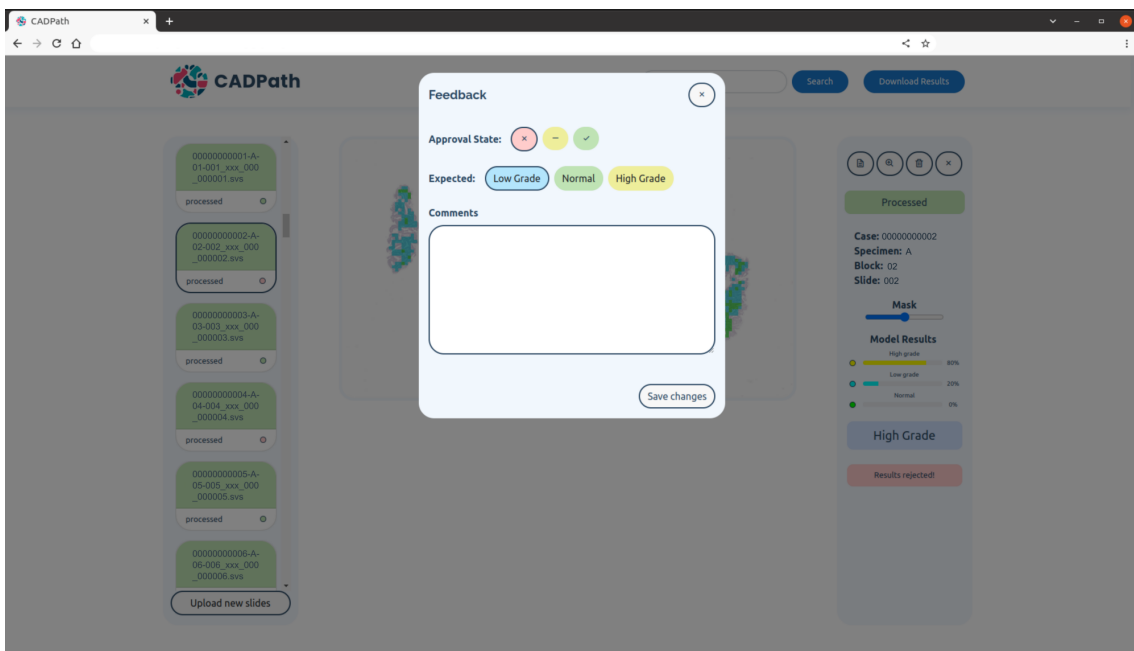 CADPath
CADPath
Search
Download Results
Feedback
Approval State:
Expected: Low Grade Normal High Grade
Comments
Save changes
00000000001-A-
01-001_xxx_000
_000001.svs
processed
00000000002-A-
02-002_xxx_000
_000002.svs
processed
00000000003-A-
03-003_xxx_000
_000003.svs
processed
00000000004-A-
04-004_xxx_000
_000004.svs
processed
00000000005-A-
05-005_xxx_000
_000005.svs
processed
00000000006-A-
06-006_xxx_000
_000006.svs
Upload new slides
Processed
Case: 00000000002
Specimen: A
Block: 02
Slide: 002
Mask
Model Results
High grade
80%
Low grade
20%
Normal
0%
High Grade
Results rejected!